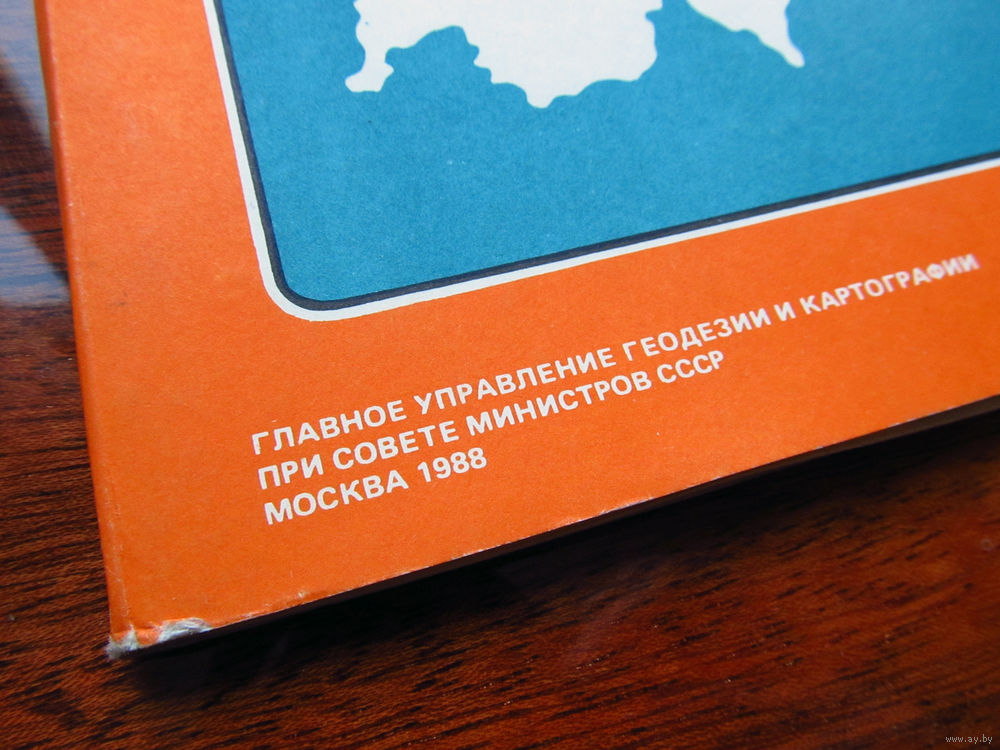 ГЛАВНОЕ УПРАВЛЕНИЕ ГЕОДЕЗИИ И КАРТОГРАФИИ
ПРИ СОВЕТЕ МИНИСТРОВ СССР
МОСКВА 1988
www.ay.by